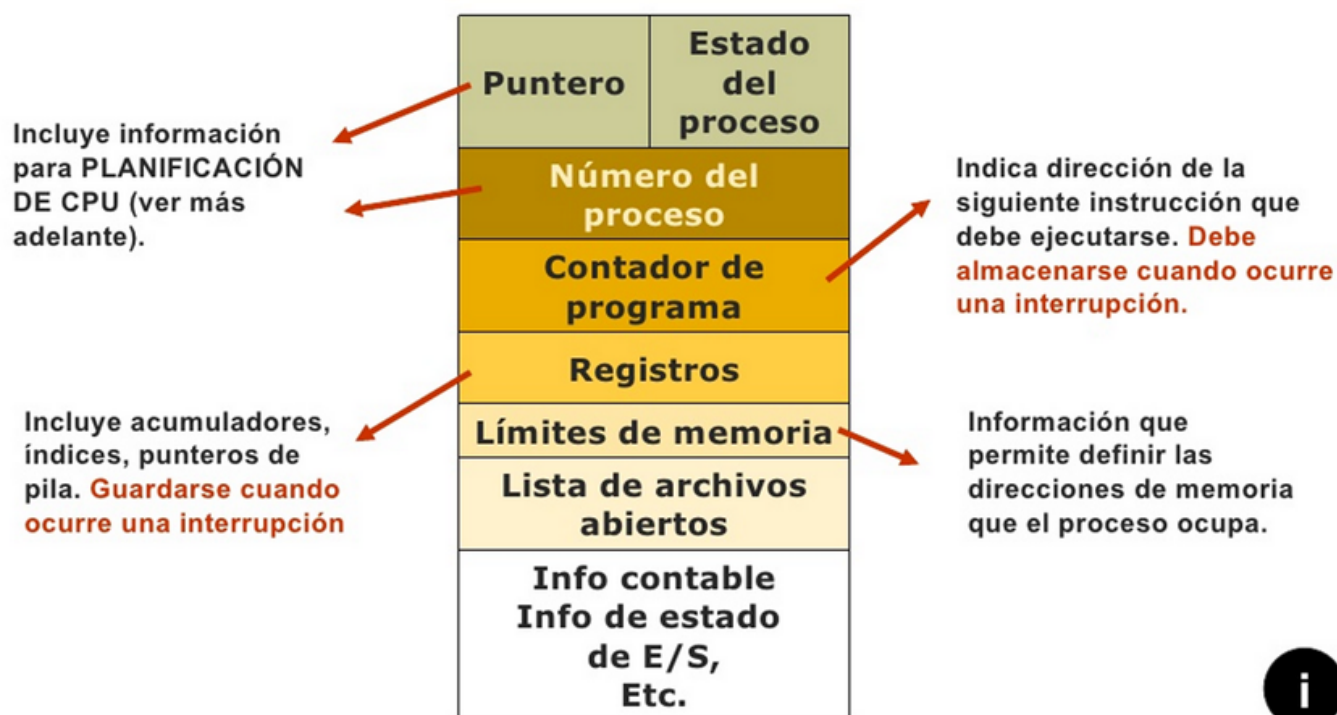 Puntero
Estado
del
proceso
Incluye información
para PLANIFICACIÓN
DE CPU (ver más
adelante).
Número del
proceso
Indica dirección de la
siguiente instrucción que
debe ejecutarse. Debe
almacenarse cuando ocurre
una interrupción.
Contador de
programa
Registros
Incluye acumuladores,
índices, punteros de
pila. Guardarse cuando
ocurre una interrupción
Límites de memoria
Información que
permite definir las
direcciones de memoria
que el proceso ocupa.
Lista de archivos
abiertos
Info contable
Info de estado
de E/S,
Etc.
i